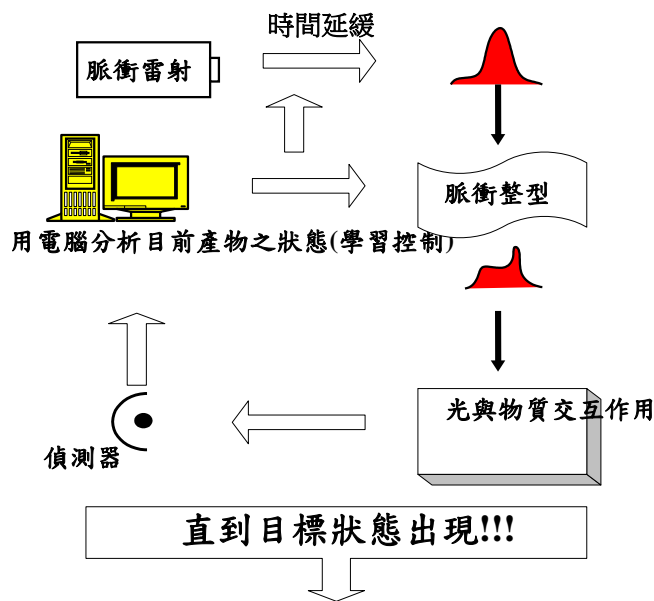 時間延緩
脈衝雷射
脈衝整型
用電腦分析目前產物之狀態(學習控制)
光與物質交互作用
偵測器
直到目標狀態出現!!!